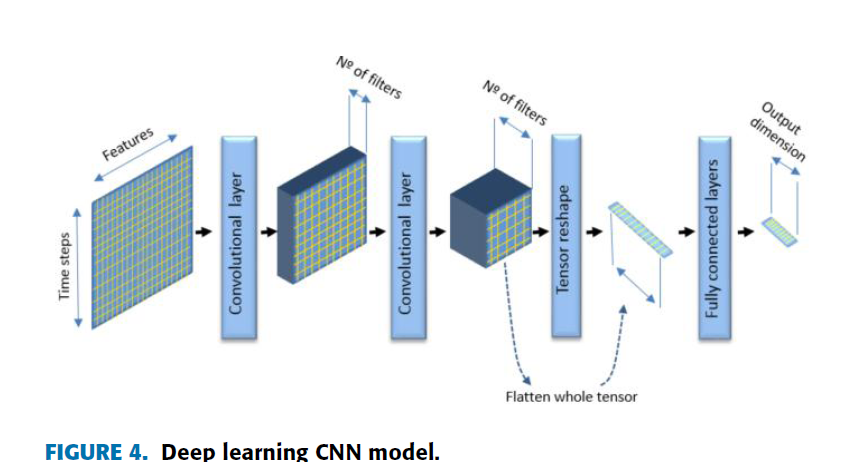 Nº of filters
Nº of filters
Output
dimension
Features
Time steps
Convolutional layer
Convolutional layer
Tensor reshape
Fully connected layers
Flatten whole tensor
FIGURE 4. Deep learning CNN model.